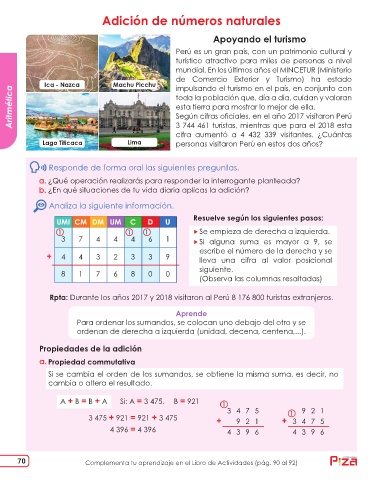 Adición de números naturales
Apoyando el turismo
Perú es un gran país, con un patrimonio cultural y
turístico atractivo para miles de personas a nivel
mundial. En los últimos años el MINCETUR (Ministerio
de Comercio Exterior y Turismo) ha estado
impulsando el turismo en el país, en conjunto con
toda la población que, día a día, cuidan y valoran
esta tierra para mostrar lo mejor de ella.
Según cifras oficiales, en el año 2017 visitaron Perú
3 744 461 turistas, mientras que para el 2018 esta
cifra aumentó a 4 432 339 visitantes. ¿Cuántas
personas visitaron Perú en estos dos años?
Ica - Nazca
Machu Picchu
Lago Titicaca
Lima
Aritmética
Responde de forma oral las siguientes preguntas.
a. ¿Qué operación realizarás para responder la interrogante planteada?
b. ¿En qué situaciones de tu vida diaria aplicas la adición?
Analiza la siguiente información.
UMI CM DM UM C D U
1 1 1
3 7 4 4 4 6 1
+ 4 4 3 2 3 3 9
8 1 7 6 8 0 0
Resuelve según los siguientes pasos:
▶ Se empieza de derecha a izquierda.
▶ Si alguna suma es mayor a 9, se
escribe el número de la derecha y se
lleva una cifra al valor posicional
siguiente.
(Observa las columnas resaltadas)
Rpta: Durante los años 2017 y 2018 visitaron al Perú 8 176 800 turistas extranjeros.
Aprende
Para ordenar los sumandos, se colocan uno debajo del otro y se
ordenan de derecha a izquierda (unidad, decena, centena,...).
Propiedades de la adición
a. Propiedad conmutativa
Si se cambia el orden de los sumandos, se obtiene la misma suma, es decir, no
cambia o altera el resultado.
A + B = B + A Si: A = 3 475, B = 921
3 475 + 921 = 921 + 3 475
4 396 = 4 396
1
3 4 7 5
+ 9 2 1
4 3 9 6
1
9 2 1
+ 3 4 7 5
4 3 9 6
70
Complementa tu aprendizaje en el Libro de Actividades (pág. 90 al 92)